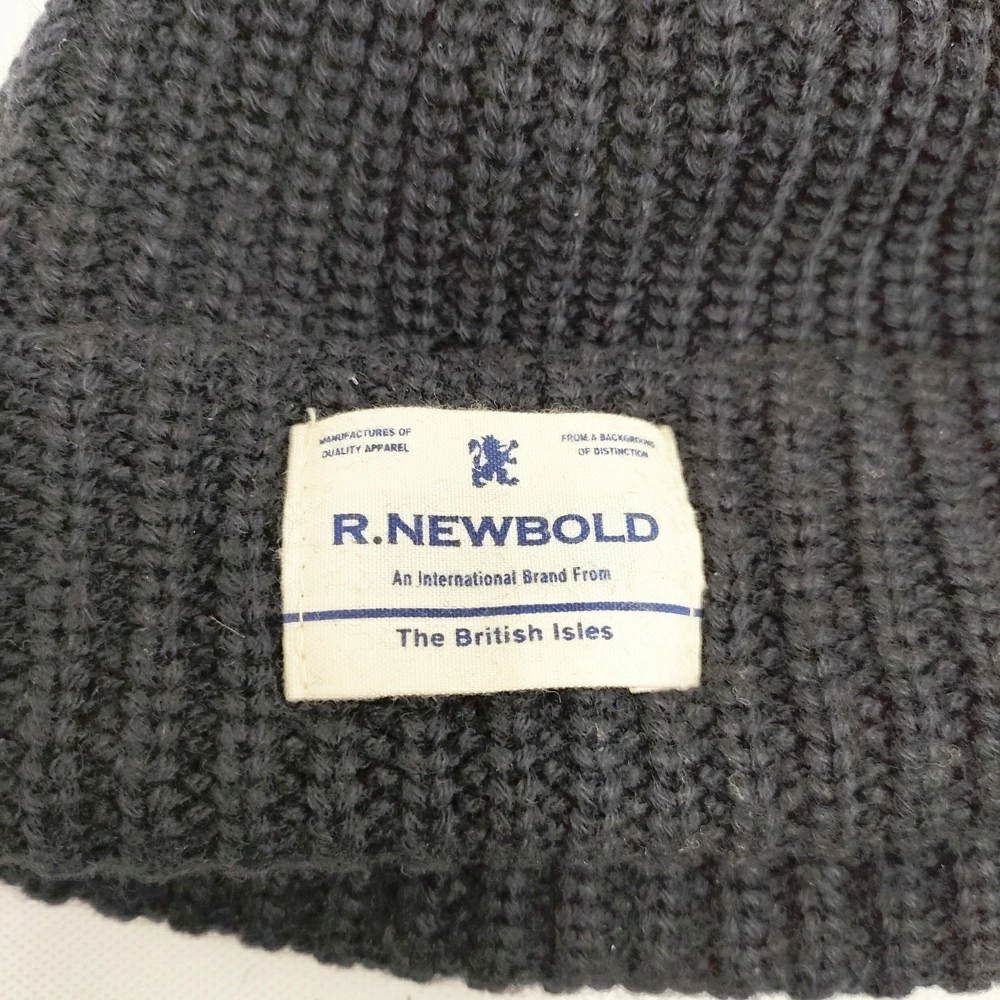 MANUFACTURES OF
QUALITY APPAREL
FROM A BACKGROUND
OF DISTINCTION
R.NEWBOLD
An International Brand From
The British Isles